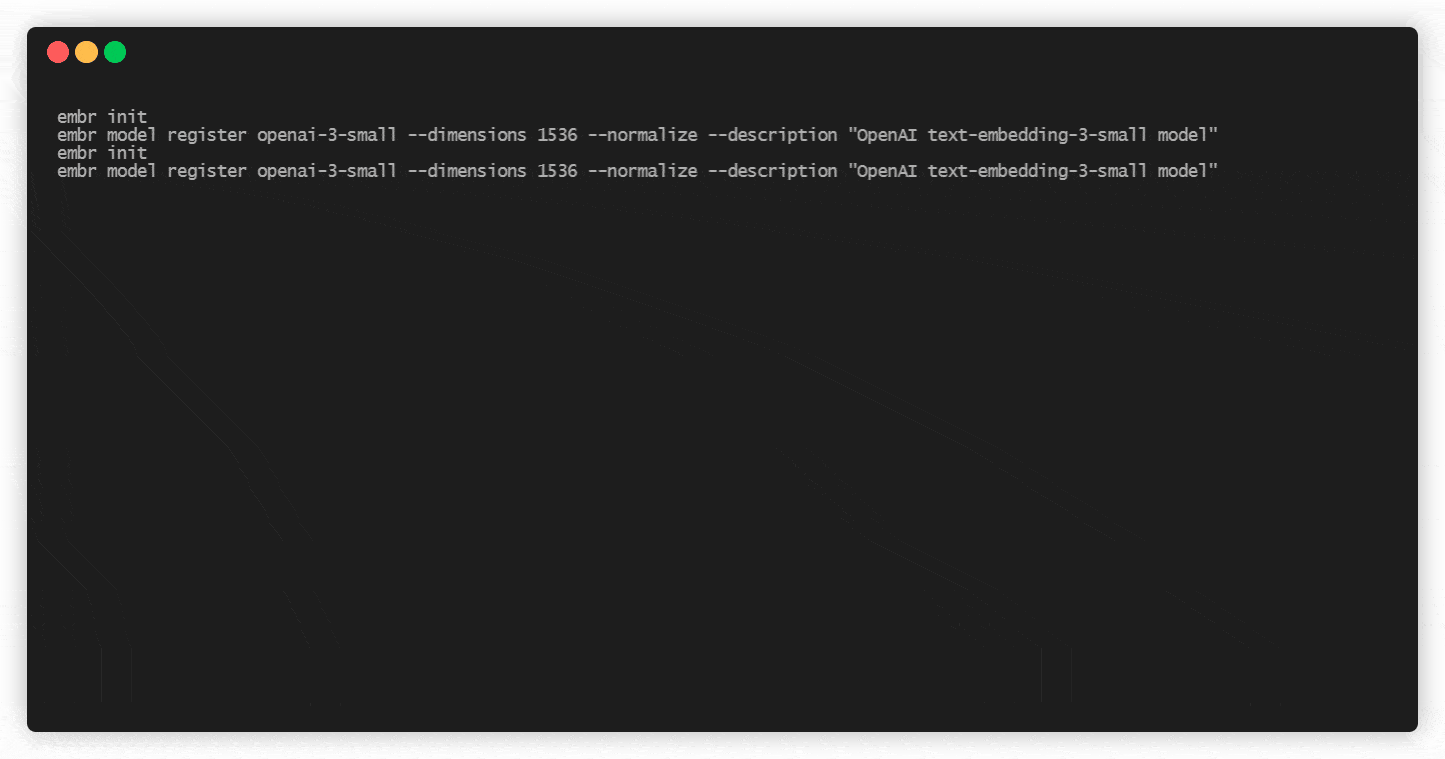 embr init
embr model register openai-3-small --dimensions 1536 --normalize --description "OpenAI text-embedding-3-small model"
embr init
embr model register openai-3-small --dimensions 1536 --normalize --description "OpenAI text-embedding-3-small model"